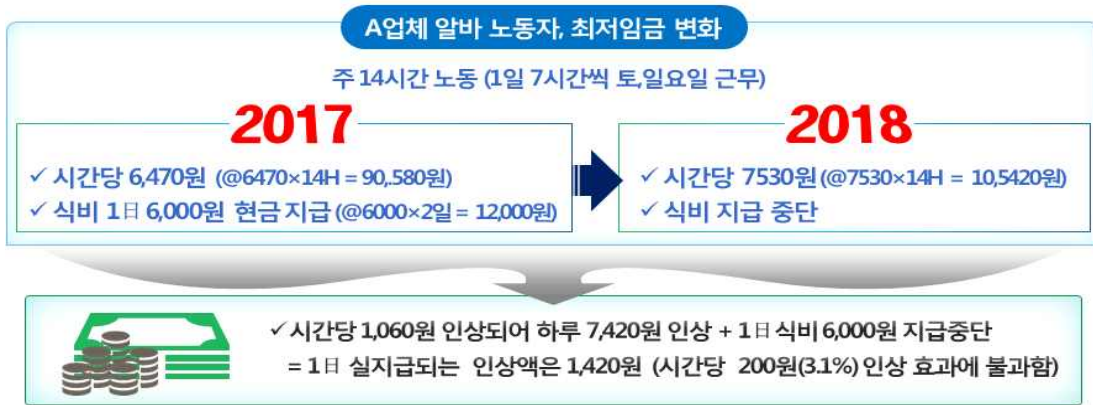 A업체 알바 노동자, 최저임금 변화
주 14시간 노동 (1일 7시간씩 토,일요일 근무)
2017
✓ 시간당 6,470원 (@6470×14H = 90,.580원)
✓ 식비 1日 6,000원 현금 지급 (@6000×2일 = 12,000원)
2018
✓ 시간당 7530원(@7530×14H = 10,5420원)
✓ 식비 지급 중단
✓ 시간당 1,060원 인상되어 하루 7,420원 인상 + 1日 식비 6,000원 지급중단
= 1日 실지급되는 인상액은 1,420원 (시간당 200원(3.1%) 인상 효과에 불과함)